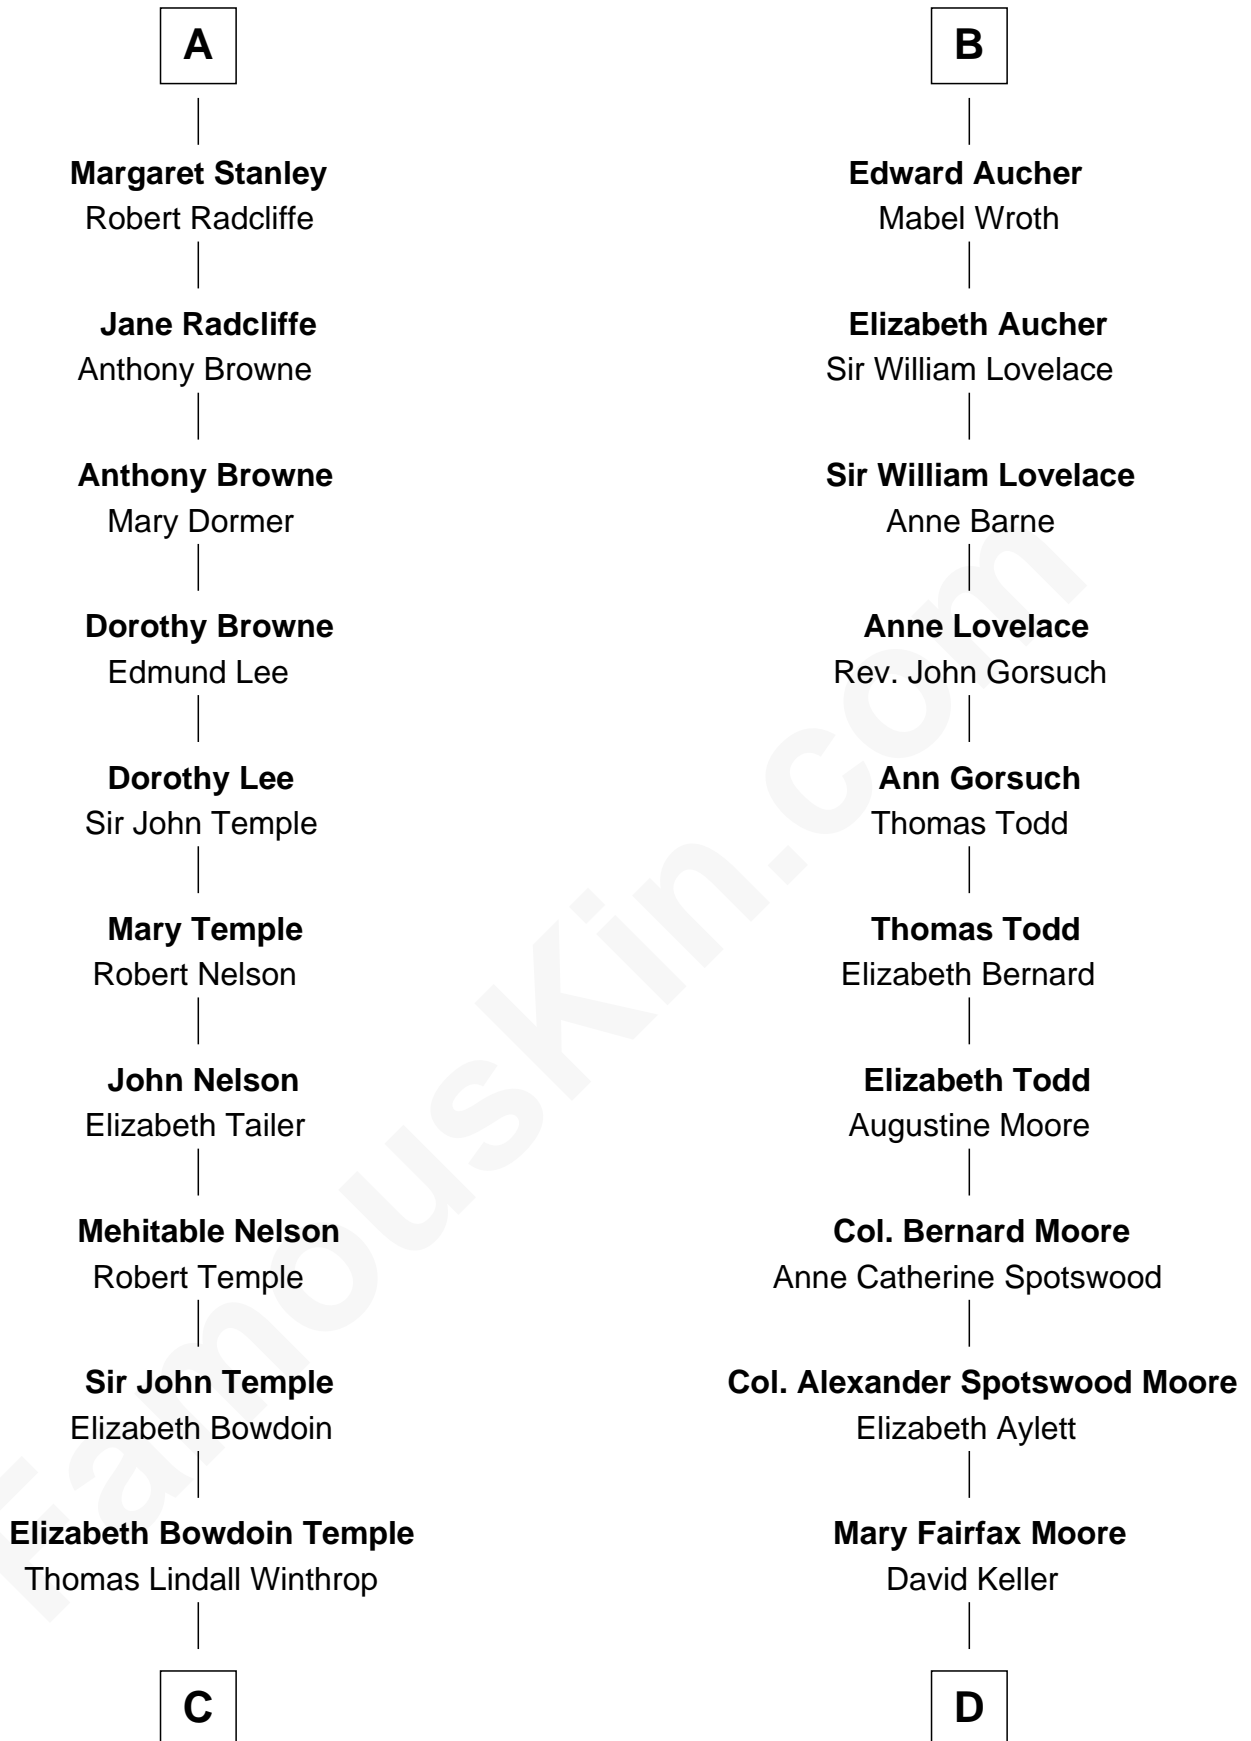 A
Margaret Stanley
Robert Radcliffe
Jane Radcliffe
Anthony Browne
Anthony Browne
Mary Dormer
Dorothy Browne
Edmund Lee
Dorothy Lee
Sir John Temple
Mary Temple
Robert Nelson
John Nelson
Elizabeth Tailer
Mehitable Nelson
Robert Temple
Sir John Temple
Elizabeth Bowdoin
Elizabeth Bowdoin Temple
Thomas Lindall Winthrop
C
B
Edward Aucher
Mabel Wroth
Elizabeth Aucher
Sir William Lovelace
Sir William Lovelace
Anne Barne
Anne Lovelace
Rev. John Gorsuch
Ann Gorsuch
Thomas Todd
Thomas Todd
Elizabeth Bernard
Elizabeth Todd
Augustine Moore
Col. Bernard Moore
Anne Catherine Spotswood
Col. Alexander Spotswood Moore
Elizabeth Aylett
Mary Fairfax Moore
David Keller
D
FamousKin.com